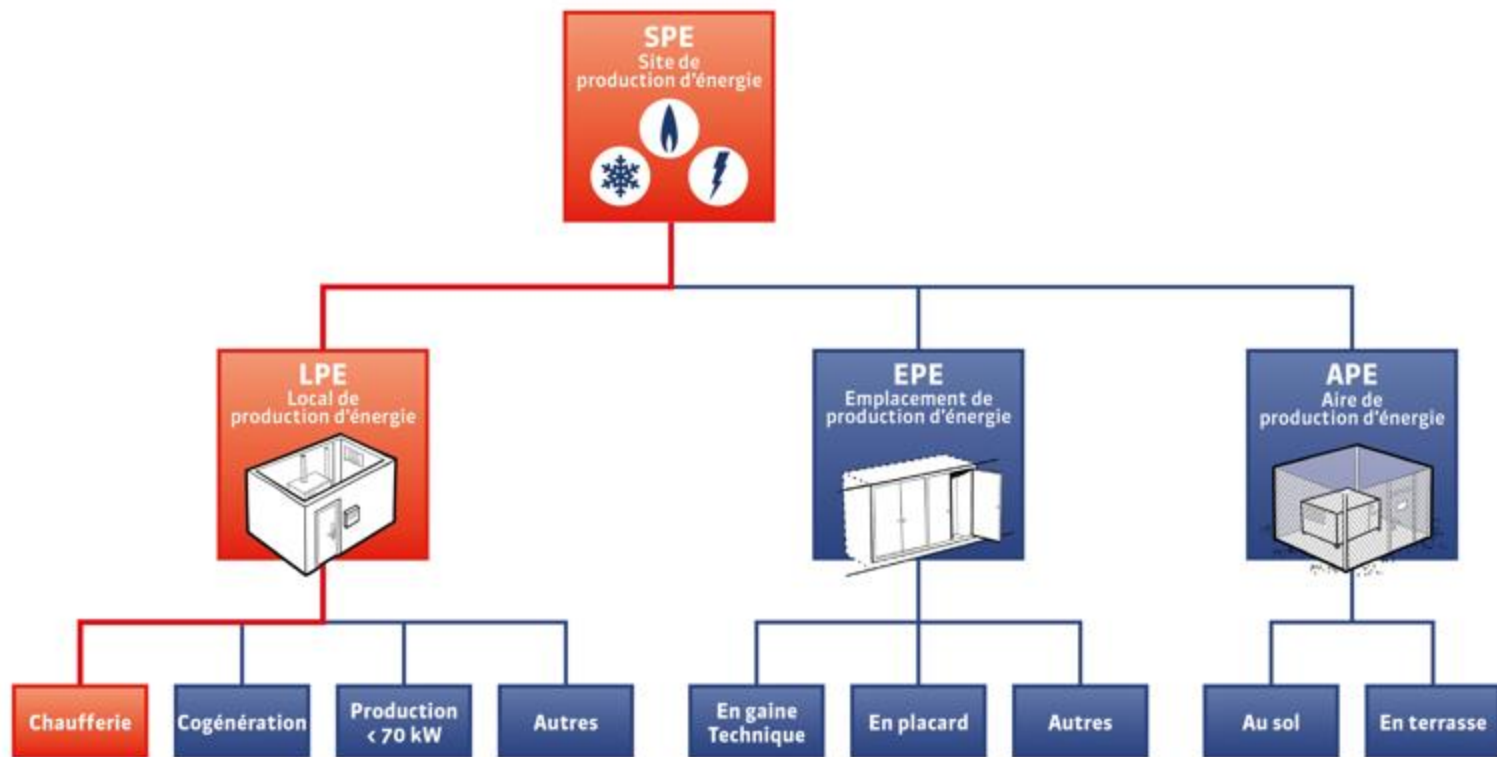 SPE
Site de
production d'énergie
LPE
Local de
production d'énergie
EPE
Emplacement de
production d'énergie
APE
Aire de
production d'énergie
Chaufferie
Cogénération
Production
< 70 kW
Autres
En gaine
Technique
En placard
Autres
Au sol
En terrasse